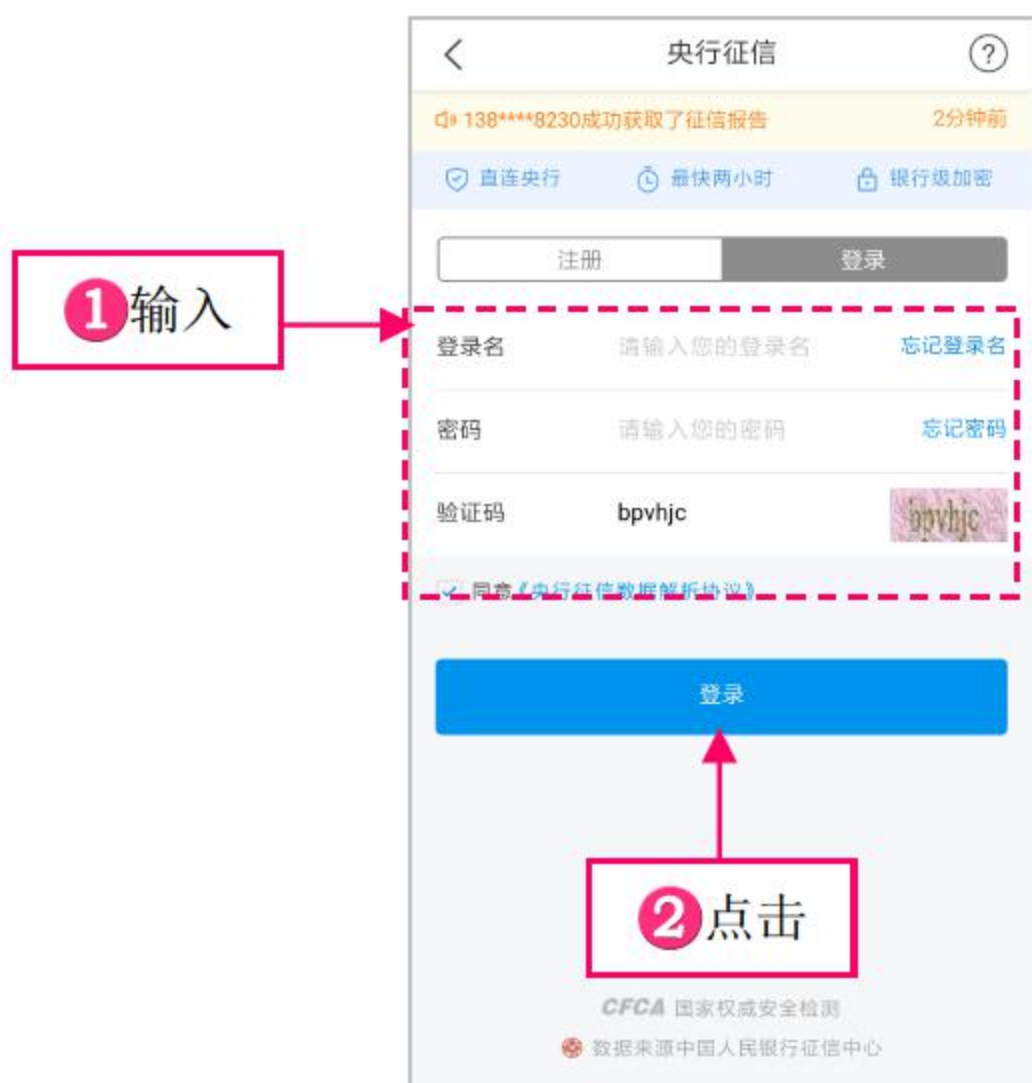 央行征信
?
138****8230成功获取了征信报告 2分钟前
直连央行 最快两小时 银行级加密
注册 登录
1输入
登录名 请输入您的登录名 忘记登录名
密码 请输入您的密码 忘记密码
验证码 bpvhjc bpvhjc
同意《央行征信数据解析协议》
登录
2点击
CFCA 国家权威安全检测
数据来源中国人民银行征信中心